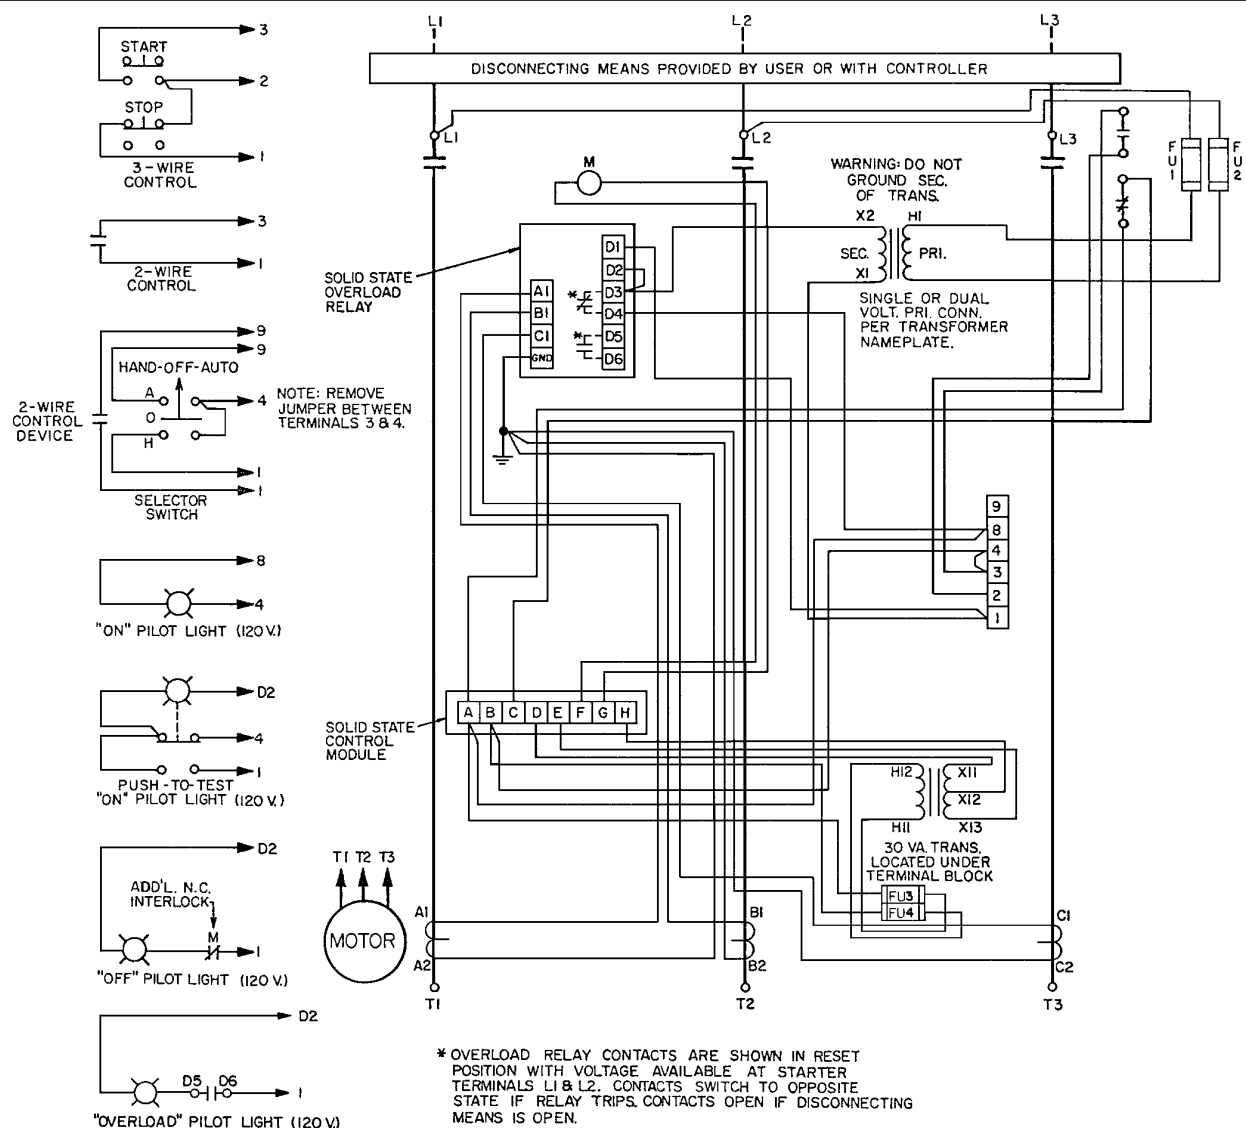 3
START
2
STOP
1
3-WIRE
CONTROL
3
1
2-WIRE
CONTROL
9
9
HAND-OFF-AUTO
A
4
O
H
2-WIRE
CONTROL
DEVICE
NOTE: REMOVE
JUMPER BETWEEN
TERMINALS 3 & 4.
1
1
SELECTOR
SWITCH
8
4
"ON" PILOT LIGHT (120 V.)
D2
4
1
PUSH-TO-TEST
"ON" PILOT LIGHT (120 V.)
D2
ADD'L. N.C.
INTERLOCK
M
1
"OFF" PILOT LIGHT (120 V.)
D2
D5 D6
1
"OVERLOAD" PILOT LIGHT (120 V.)
L1 L2 L3
DISCONNECTING MEANS PROVIDED BY USER OR WITH CONTROLLER
L1 L2 L3
FU1 FU2
M
WARNING: DO NOT
GROUND SEC.
OF TRANS.
X2 H1
SEC. PRI.
X1
SINGLE OR DUAL
VOLT. PRI. CONN.
PER TRANSFORMER
NAMEPLATE.
SOLID STATE
OVERLOAD
RELAY
D1
D2
* D3
D4
* D5
D6
A1
B1
C1
GND
9
8
4
3
2
1
SOLID STATE
CONTROL
MODULE
A B C D E F G H
H12 X11
X12
H11 X13
30 VA. TRANS.
LOCATED UNDER
TERMINAL BLOCK
FU3
FU4
T1 T2 T3
MOTOR
A1 B1 C1
A2 B2 C2
T1 T2 T3
* OVERLOAD RELAY CONTACTS ARE SHOWN IN RESET
POSITION WITH VOLTAGE AVAILABLE AT STARTER
TERMINALS L1 & L2. CONTACTS SWITCH TO OPPOSITE
STATE IF RELAY TRIPS. CONTACTS OPEN IF DISCONNECTING
MEANS IS OPEN.